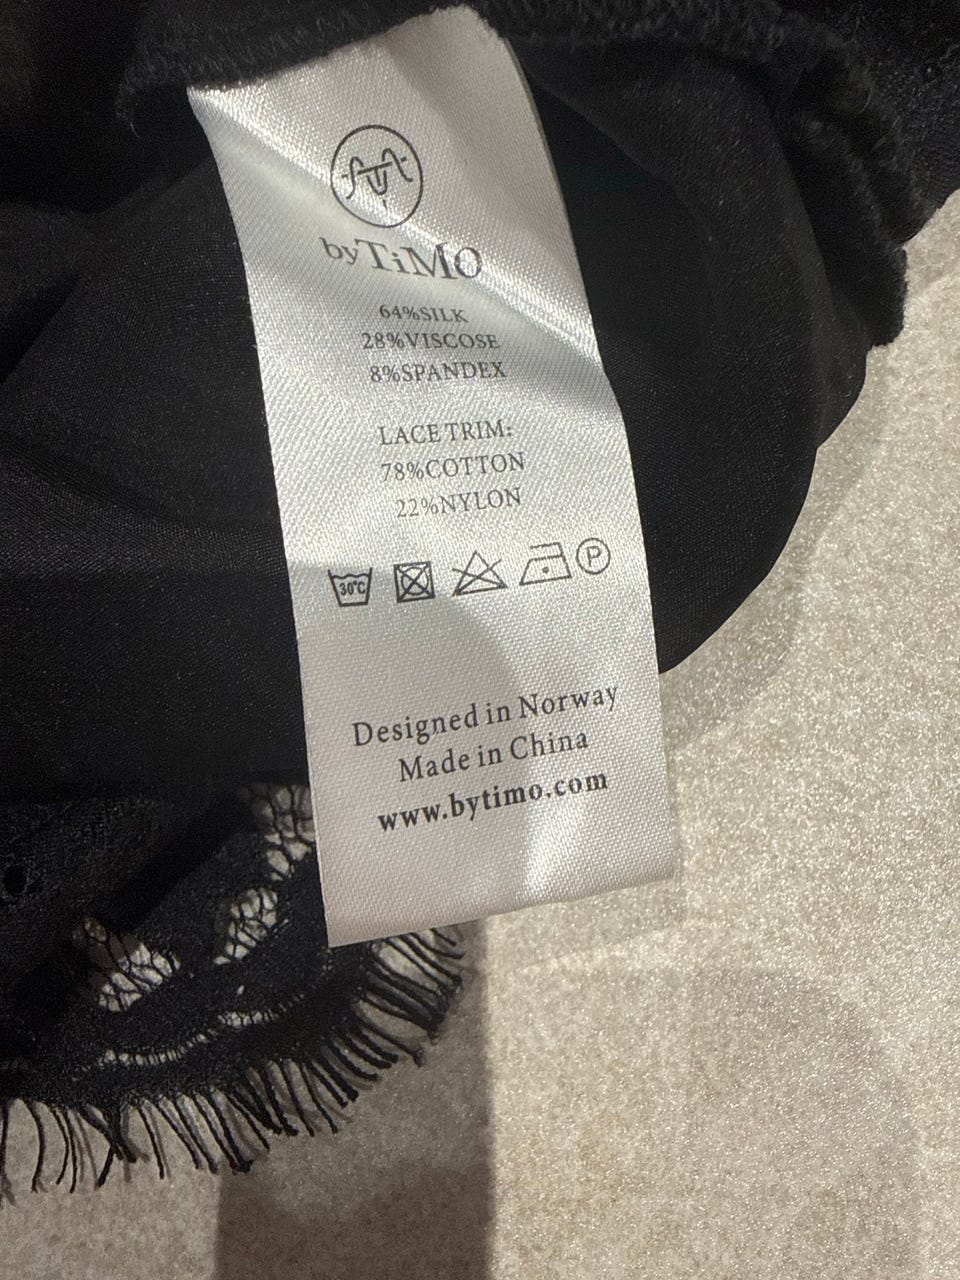 byTiMO
64%SILK
28%VISCOSE
8%SPANDEX
LACE TRIM:
78%COTTON
22%NYLON
30°C P
Designed in Norway
Made in China
www.bytimo.com